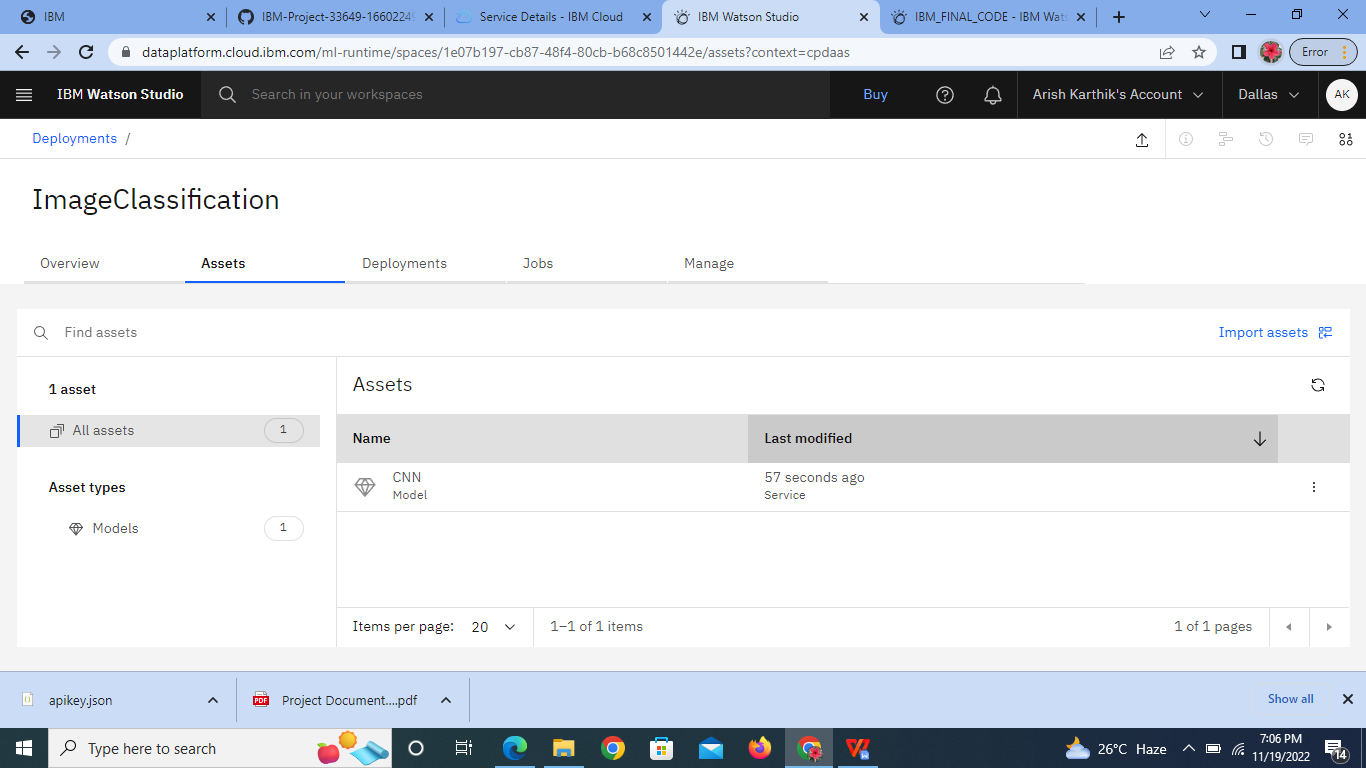 IBM
IBM-Project-33649-16602249
Service Details - IBM Cloud
IBM Watson Studio
IBM_FINAL_CODE - IBM Wats
dataplatform.cloud.ibm.com/ml-runtime/spaces/1e07b197-cb87-48f4-80cb-b68c8501442e/assets?context=cpdaas
Error
IBM Watson Studio
Search in your workspaces
Buy
Arish Karthik's Account
Dallas
AK
Deployments /
ImageClassification
Overview
Assets
Deployments
Jobs
Manage
Find assets
Import assets
1 asset
All assets
1
Asset types
Models
1
Assets
Name
Last modified
CNN
Model
57 seconds ago
Service
Items per page: 20
1–1 of 1 items
1 of 1 pages
apikey.json
PDF
Project Document....pdf
Show all
Type here to search
26°C Haze
7:06 PM
11/19/2022
14